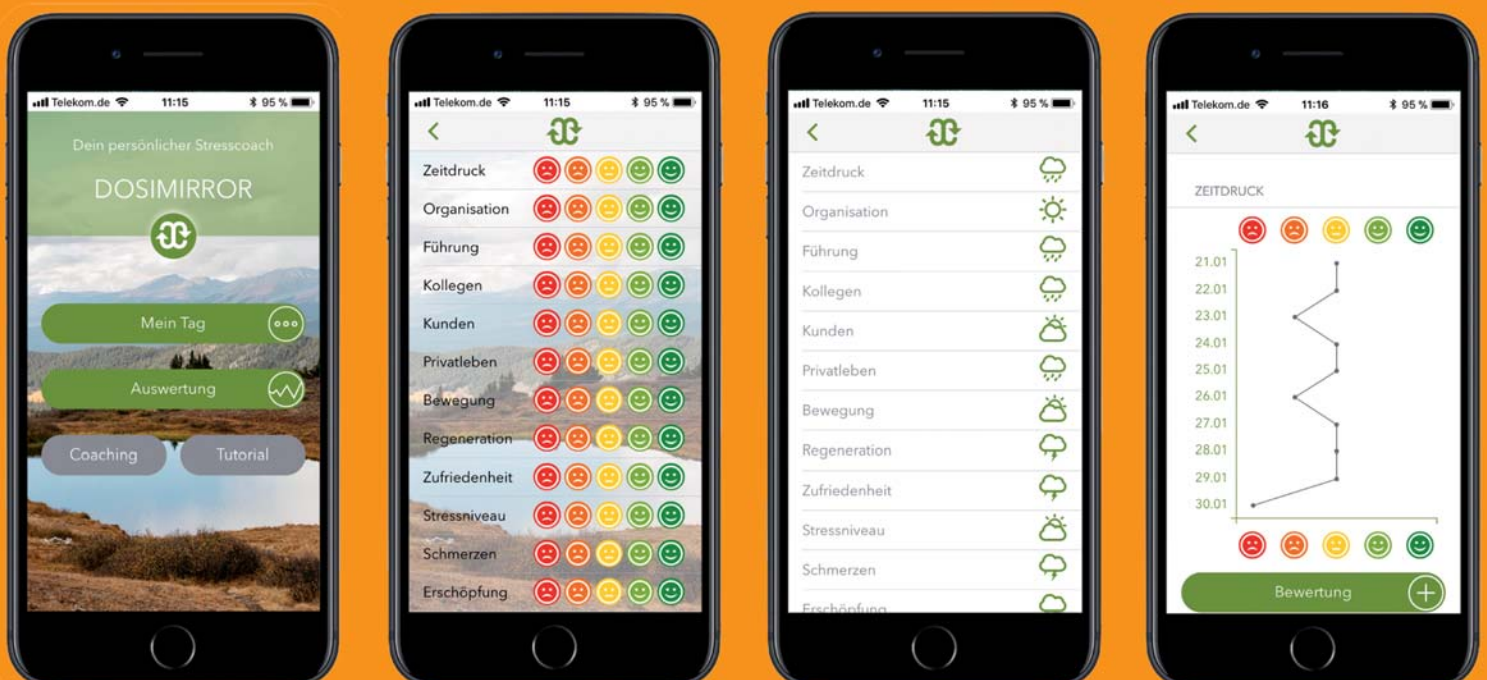 Telekom.de 11:15 95 %
Dein persönlicher Stresscoach
DOSIMIRROR
Mein Tag
Auswertung
Coaching Tutorial
Telekom.de 11:15 95 %
Zeitdruck
Organisation
Führung
Kollegen
Kunden
Privatleben
Bewegung
Regeneration
Zufriedenheit
Stressniveau
Schmerzen
Erschöpfung
Telekom.de 11:15 95 %
Zeitdruck
Organisation
Führung
Kollegen
Kunden
Privatleben
Bewegung
Regeneration
Zufriedenheit
Stressniveau
Schmerzen
Erschöpfung
Telekom.de 11:16 95 %
ZEITDRUCK
21.01
22.01
23.01
24.01
25.01
26.01
27.01
28.01
29.01
30.01
Bewertung